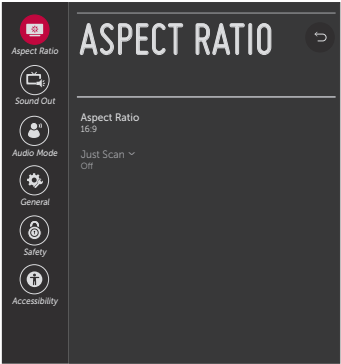 Aspect Ratio
Sound Out
Audio Mode
General
Safety
Accessibility
ASPECT RATIO
Aspect Ratio
16:9
Just Scan
Off